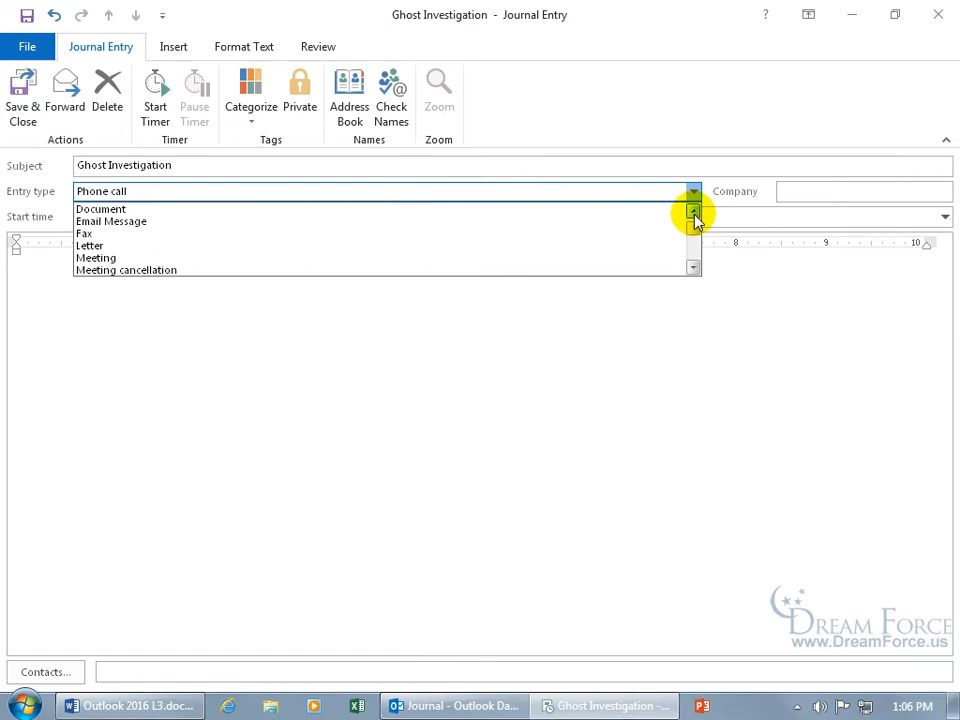 Ghost Investigation - Journal Entry
?
File
Journal Entry
Insert
Format Text
Review
Save & Close
Forward
Delete
Start Timer
Pause Timer
Categorize
Private
Address Book
Check Names
Zoom
Actions
Timer
Tags
Names
Zoom
Subject
Ghost Investigation
Entry type
Phone call
Company
Start time
Document
Email Message
Fax
Letter
Meeting
Meeting cancellation
8
9
10
DREAM FORCE
www.DreamForce.us
Contacts...
Outlook 2016 L3.doc...
Journal - Outlook Da...
Ghost Investigation -...
1:06 PM